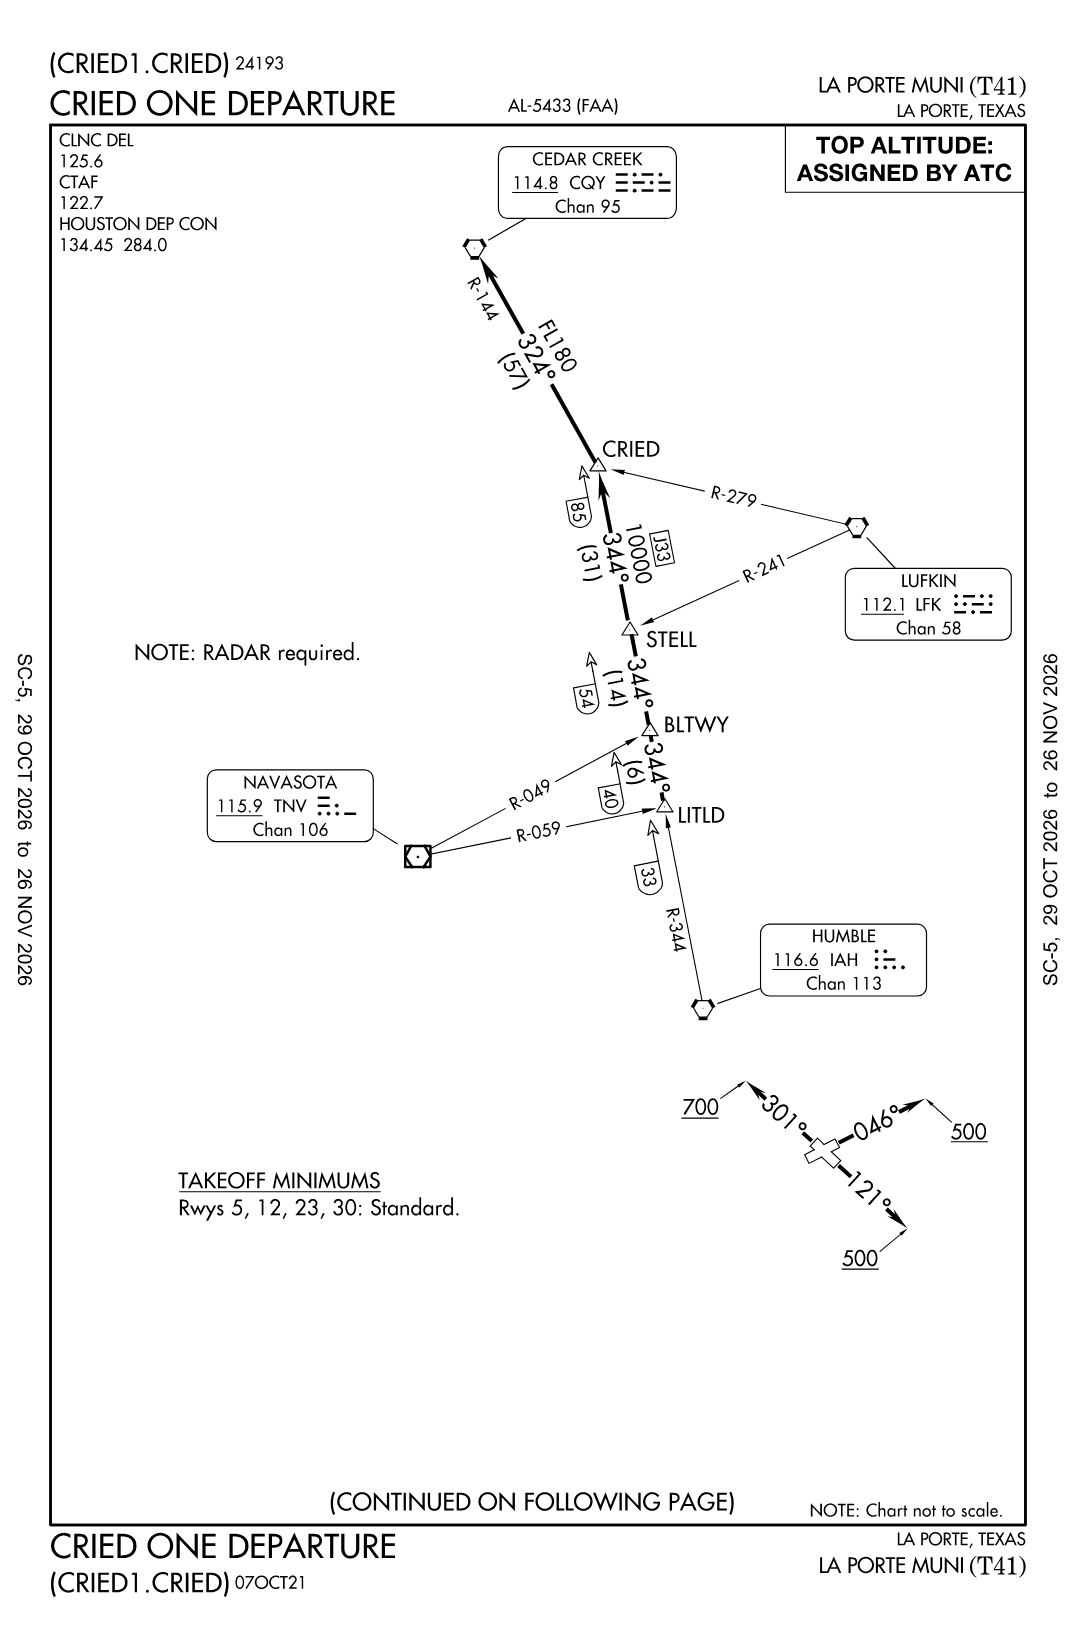 (CRIED1.CRIED) 24193
CRIED ONE DEPARTURE
AL-5433 (FAA)
LA PORTE MUNI (T41)
LA PORTE, TEXAS
CLNC DEL
125.6
CTAF
122.7
HOUSTON DEP CON
134.45 284.0
TOP ALTITUDE:
ASSIGNED BY ATC
CEDAR CREEK
114.8 CQY
Chan 95
R-144
FL180
324°
(57)
CRIED
85
R-279
J33
10000
344°
(31)
R-241
LUFKIN
112.1 LFK
Chan 58
STELL
NOTE: RADAR required.
344°
(14)
54
BLTWY
344°
(6)
40
NAVASOTA
115.9 TNV
Chan 106
R-049
R-059
LITLD
33
R-344
HUMBLE
116.6 IAH
Chan 113
700
301°
046°
500
121°
500
TAKEOFF MINIMUMS
Rwys 5, 12, 23, 30: Standard.
(CONTINUED ON FOLLOWING PAGE)
NOTE: Chart not to scale.
SC-5, 29 OCT 2026 to 26 NOV 2026
SC-5, 29 OCT 2026 to 26 NOV 2026
CRIED ONE DEPARTURE
(CRIED1.CRIED) 07OCT21
LA PORTE, TEXAS
LA PORTE MUNI (T41)